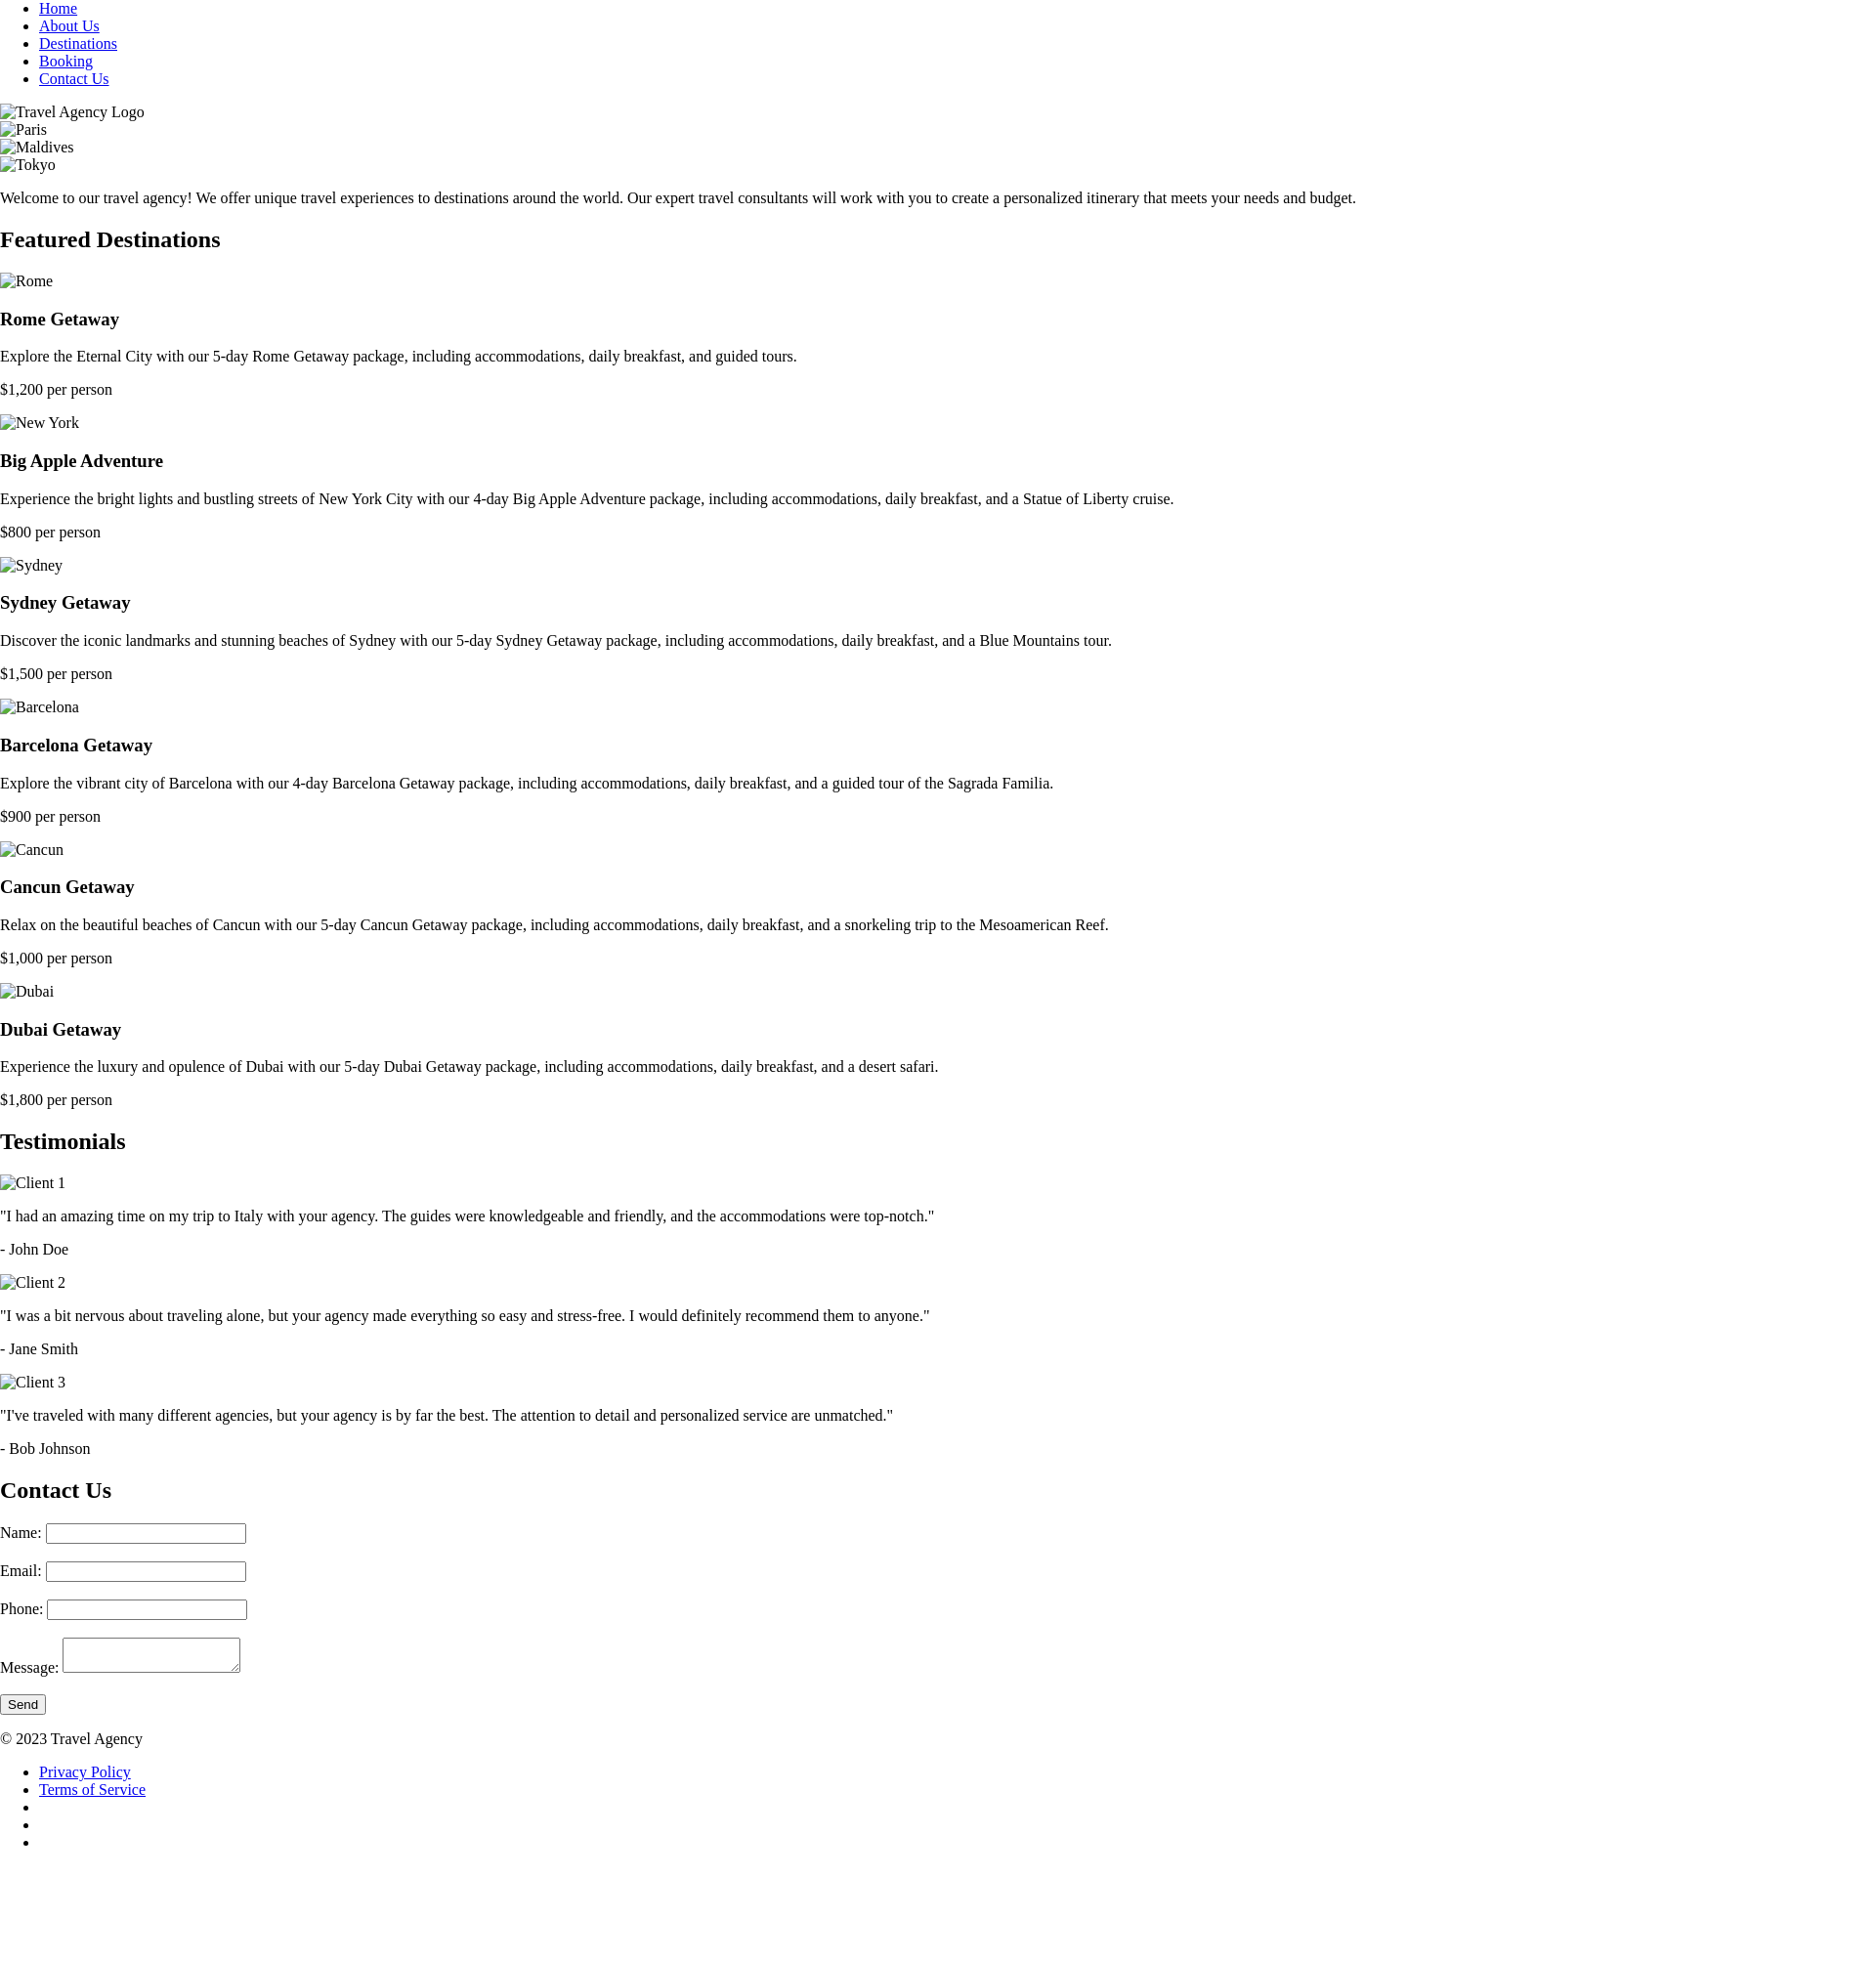 Home
About Us
Destinations
Booking
Contact Us
Travel Agency Logo
Paris
Maldives
Tokyo
Welcome to our travel agency! We offer unique travel experiences to destinations around the world. Our expert travel consultants will work with you to create a personalized itinerary that meets your needs and budget.
Featured Destinations
Rome
Rome Getaway
Explore the Eternal City with our 5-day Rome Getaway package, including accommodations, daily breakfast, and guided tours.
$1,200 per person
New York
Big Apple Adventure
Experience the bright lights and bustling streets of New York City with our 4-day Big Apple Adventure package, including accommodations, daily breakfast, and a Statue of Liberty cruise.
$800 per person
Sydney
Sydney Getaway
Discover the iconic landmarks and stunning beaches of Sydney with our 5-day Sydney Getaway package, including accommodations, daily breakfast, and a Blue Mountains tour.
$1,500 per person
Barcelona
Barcelona Getaway
Explore the vibrant city of Barcelona with our 4-day Barcelona Getaway package, including accommodations, daily breakfast, and a guided tour of the Sagrada Familia.
$900 per person
Cancun
Cancun Getaway
Relax on the beautiful beaches of Cancun with our 5-day Cancun Getaway package, including accommodations, daily breakfast, and a snorkeling trip to the Mesoamerican Reef.
$1,000 per person
Dubai
Dubai Getaway
Experience the luxury and opulence of Dubai with our 5-day Dubai Getaway package, including accommodations, daily breakfast, and a desert safari.
$1,800 per person
Testimonials
Client 1
"I had an amazing time on my trip to Italy with your agency. The guides were knowledgeable and friendly, and the accommodations were top-notch."
- John Doe
Client 2
"I was a bit nervous about traveling alone, but your agency made everything so easy and stress-free. I would definitely recommend them to anyone."
- Jane Smith
Client 3
"I've traveled with many different agencies, but your agency is by far the best. The attention to detail and personalized service are unmatched."
- Bob Johnson
Contact Us
Name:
Email:
Phone:
Message:
Send
© 2023 Travel Agency
Privacy Policy
Terms of Service